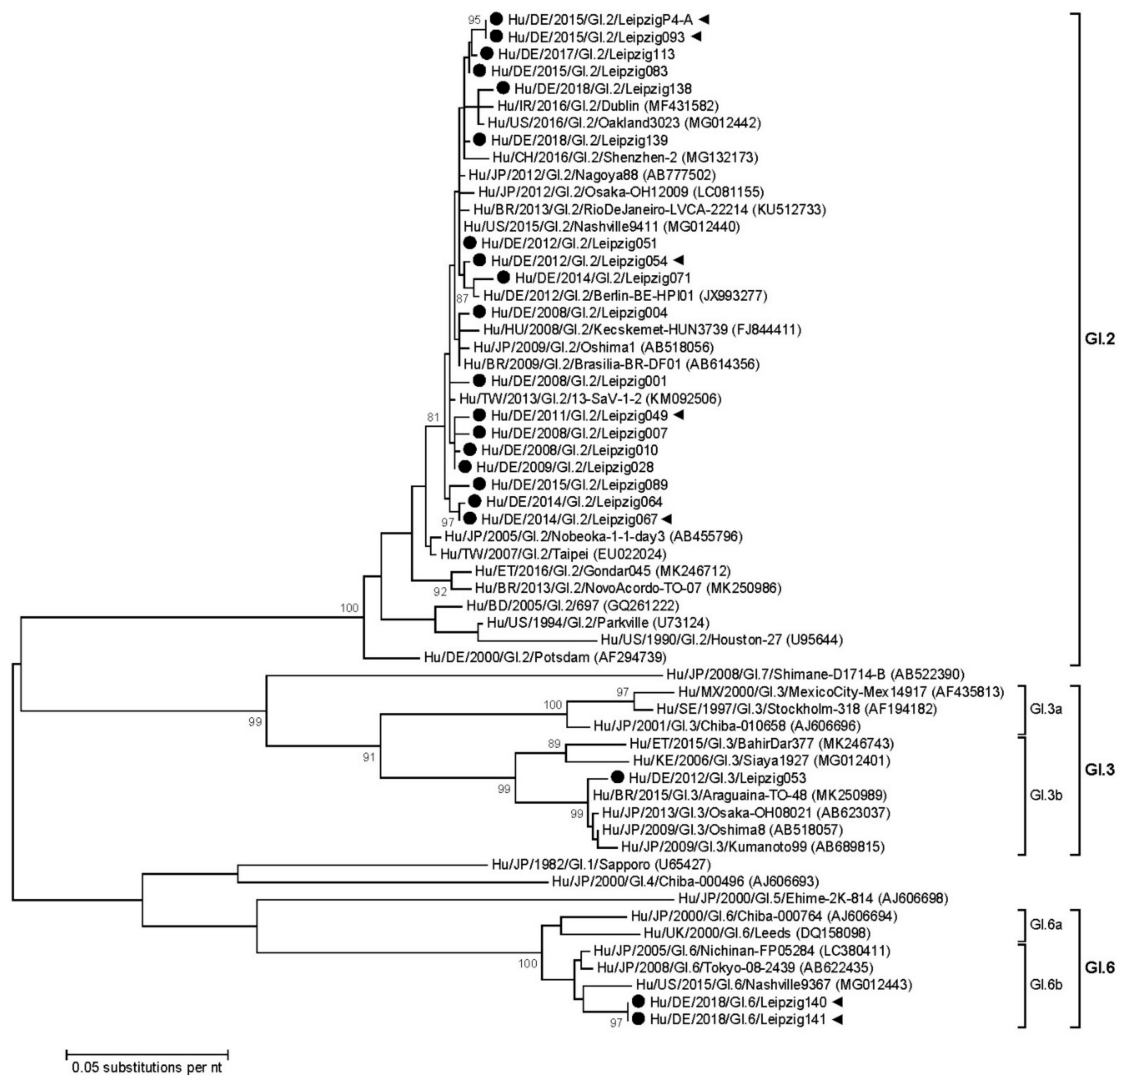 95
Hu/DE/2015/GI.2/LeipzigP4-A
Hu/DE/2015/GI.2/Leipzig093
Hu/DE/2017/GI.2/Leipzig113
Hu/DE/2015/GI.2/Leipzig083
Hu/DE/2018/GI.2/Leipzig138
Hu/IR/2016/GI.2/Dublin (MF431582)
Hu/US/2016/GI.2/Oakland3023 (MG012442)
Hu/DE/2018/GI.2/Leipzig139
Hu/CH/2016/GI.2/Shenzhen-2 (MG132173)
Hu/JP/2012/GI.2/Nagoya88 (AB777502)
Hu/JP/2012/GI.2/Osaka-OH12009 (LC081155)
Hu/BR/2013/GI.2/RioDeJaneiro-LVCA-22214 (KU512733)
Hu/US/2015/GI.2/Nashville9411 (MG012440)
Hu/DE/2012/GI.2/Leipzig051
Hu/DE/2012/GI.2/Leipzig054
Hu/DE/2014/GI.2/Leipzig071
87
Hu/DE/2012/GI.2/Berlin-BE-HPI01 (JX993277)
Hu/DE/2008/GI.2/Leipzig004
Hu/HU/2008/GI.2/Kecskemet-HUN3739 (FJ844411)
GI.2
Hu/JP/2009/GI.2/Oshima1 (AB518056)
Hu/BR/2009/GI.2/Brasilia-BR-DF01 (AB614356)
Hu/DE/2008/GI.2/Leipzig001
Hu/TW/2013/GI.2/13-SaV-1-2 (KM092506)
81
Hu/DE/2011/GI.2/Leipzig049
Hu/DE/2008/GI.2/Leipzig007
Hu/DE/2008/GI.2/Leipzig010
Hu/DE/2009/GI.2/Leipzig028
Hu/DE/2015/GI.2/Leipzig089
Hu/DE/2014/GI.2/Leipzig064
97
Hu/DE/2014/GI.2/Leipzig067
Hu/JP/2005/GI.2/Nobeoka-1-1-day3 (AB455796)
Hu/TW/2007/GI.2/Taipei (EU022024)
Hu/ET/2016/GI.2/Gondar045 (MK246712)
92
Hu/BR/2013/GI.2/NovoAcordo-TO-07 (MK250986)
100
Hu/BD/2005/GI.2/697 (GQ261222)
Hu/US/1994/GI.2/Parkville (U73124)
Hu/US/1990/GI.2/Houston-27 (U95644)
Hu/DE/2000/GI.2/Potsdam (AF294739)
Hu/JP/2008/GI.7/Shimane-D1714-B (AB522390)
97
Hu/MX/2000/GI.3/MexicoCity-Mex14917 (AF435813)
100
Hu/SE/1997/GI.3/Stockholm-318 (AF194182)
GI.3a
99
Hu/JP/2001/GI.3/Chiba-010658 (AJ606696)
89
Hu/ET/2015/GI.3/BahirDar377 (MK246743)
91
Hu/KE/2006/GI.3/Siaya1927 (MG012401)
GI.3
Hu/DE/2012/GI.3/Leipzig053
99
Hu/BR/2015/GI.3/Araguaina-TO-48 (MK250989)
GI.3b
99
Hu/JP/2013/GI.3/Osaka-OH08021 (AB623037)
Hu/JP/2009/GI.3/Oshima8 (AB518057)
Hu/JP/2009/GI.3/Kumanoto99 (AB689815)
Hu/JP/1982/GI.1/Sapporo (U65427)
Hu/JP/2000/GI.4/Chiba-000496 (AJ606693)
Hu/JP/2000/GI.5/Ehime-2K-814 (AJ606698)
Hu/JP/2000/GI.6/Chiba-000764 (AJ606694)
GI.6a
Hu/UK/2000/GI.6/Leeds (DQ158098)
Hu/JP/2005/GI.6/Nichinan-FP05284 (LC380411)
100
Hu/JP/2008/GI.6/Tokyo-08-2439 (AB622435)
GI.6
Hu/US/2015/GI.6/Nashville9367 (MG012443)
GI.6b
Hu/DE/2018/GI.6/Leipzig140
97
Hu/DE/2018/GI.6/Leipzig141
0.05 substitutions per nt